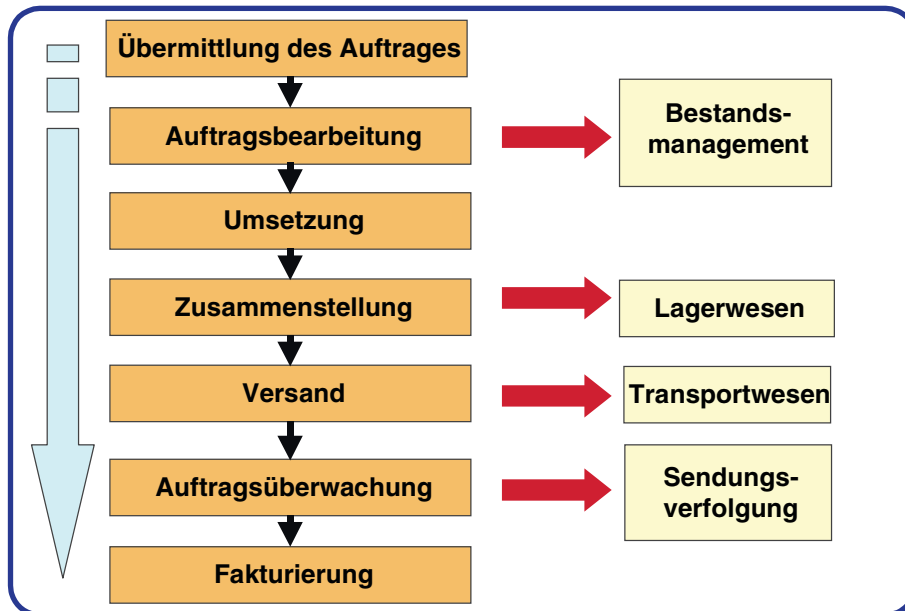 Übermittlung des Auftrages
Auftragsbearbeitung
Bestands-
management
Umsetzung
Zusammenstellung
Lagerwesen
Versand
Transportwesen
Auftragsüberwachung
Sendungs-
verfolgung
Fakturierung